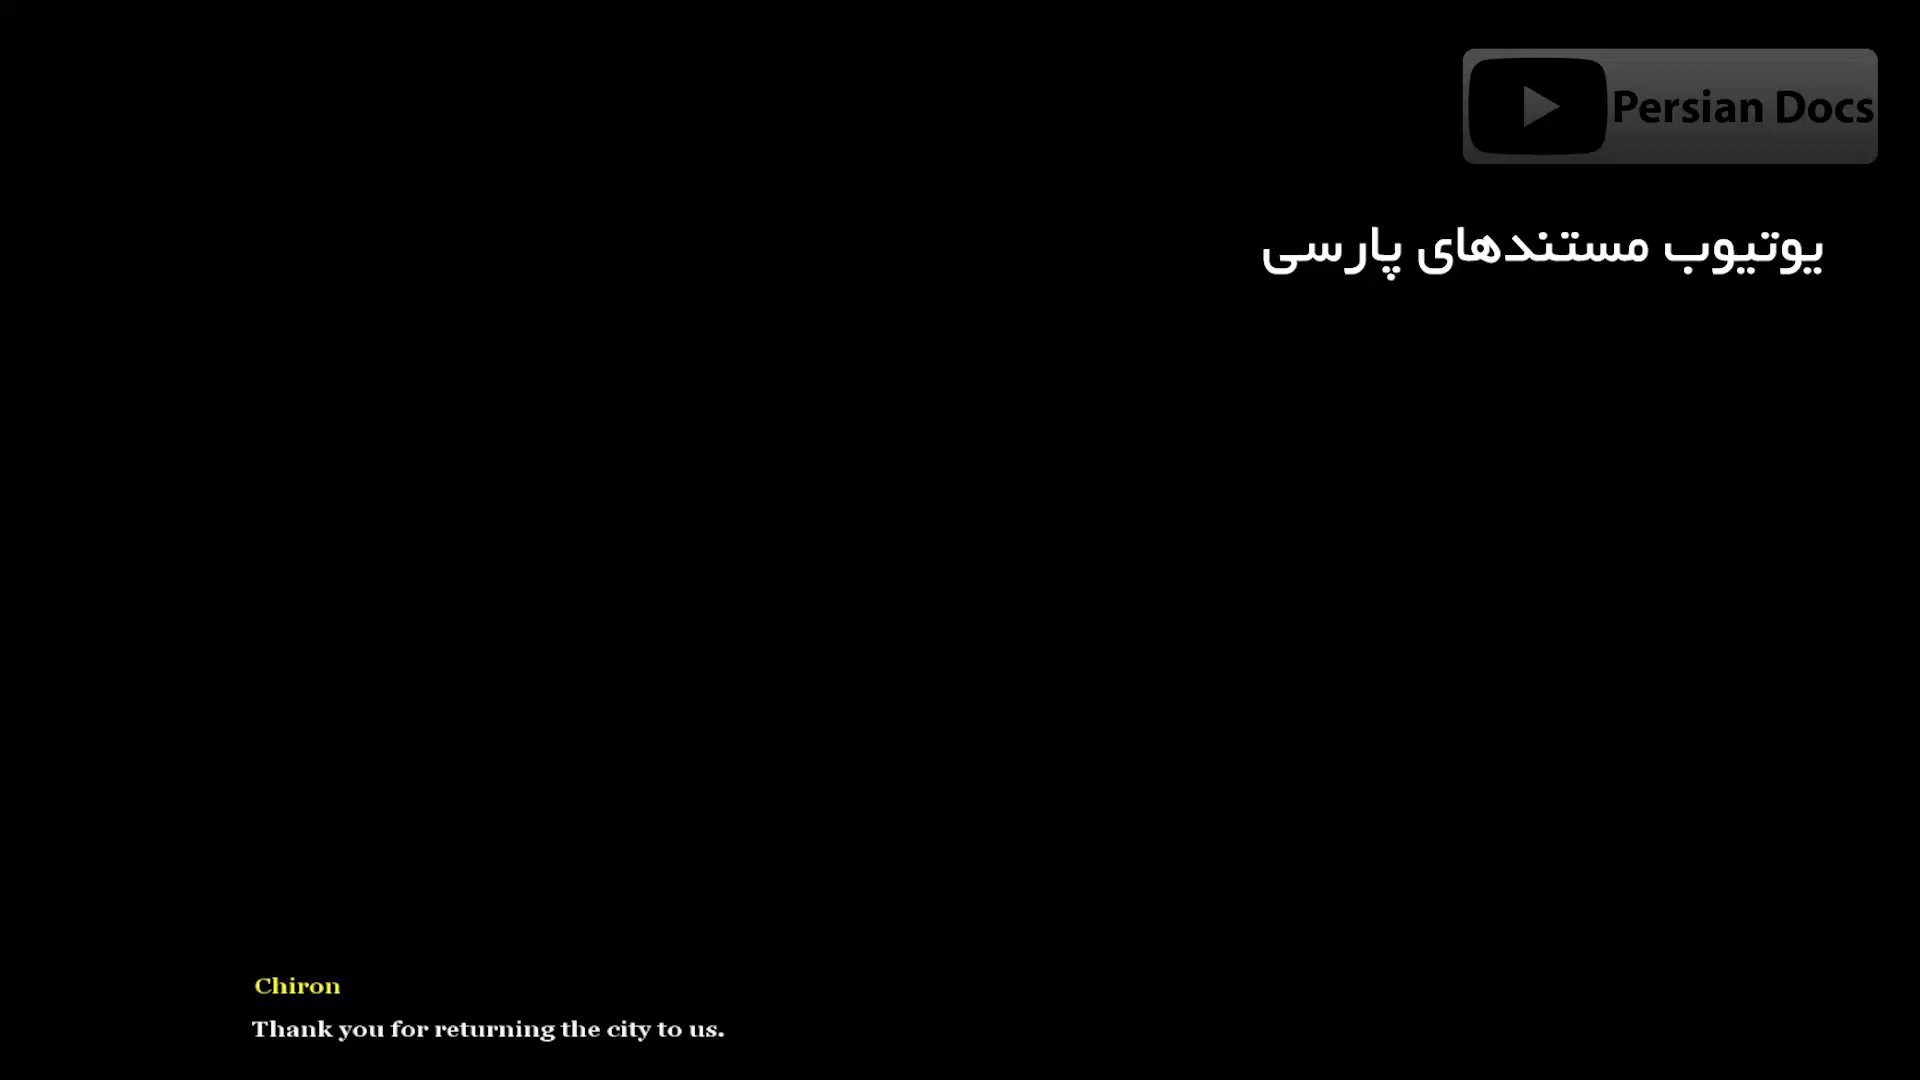 Persian Docs
یوتیوب مستندهای پارسی
Chiron
Thank you for returning the city to us.